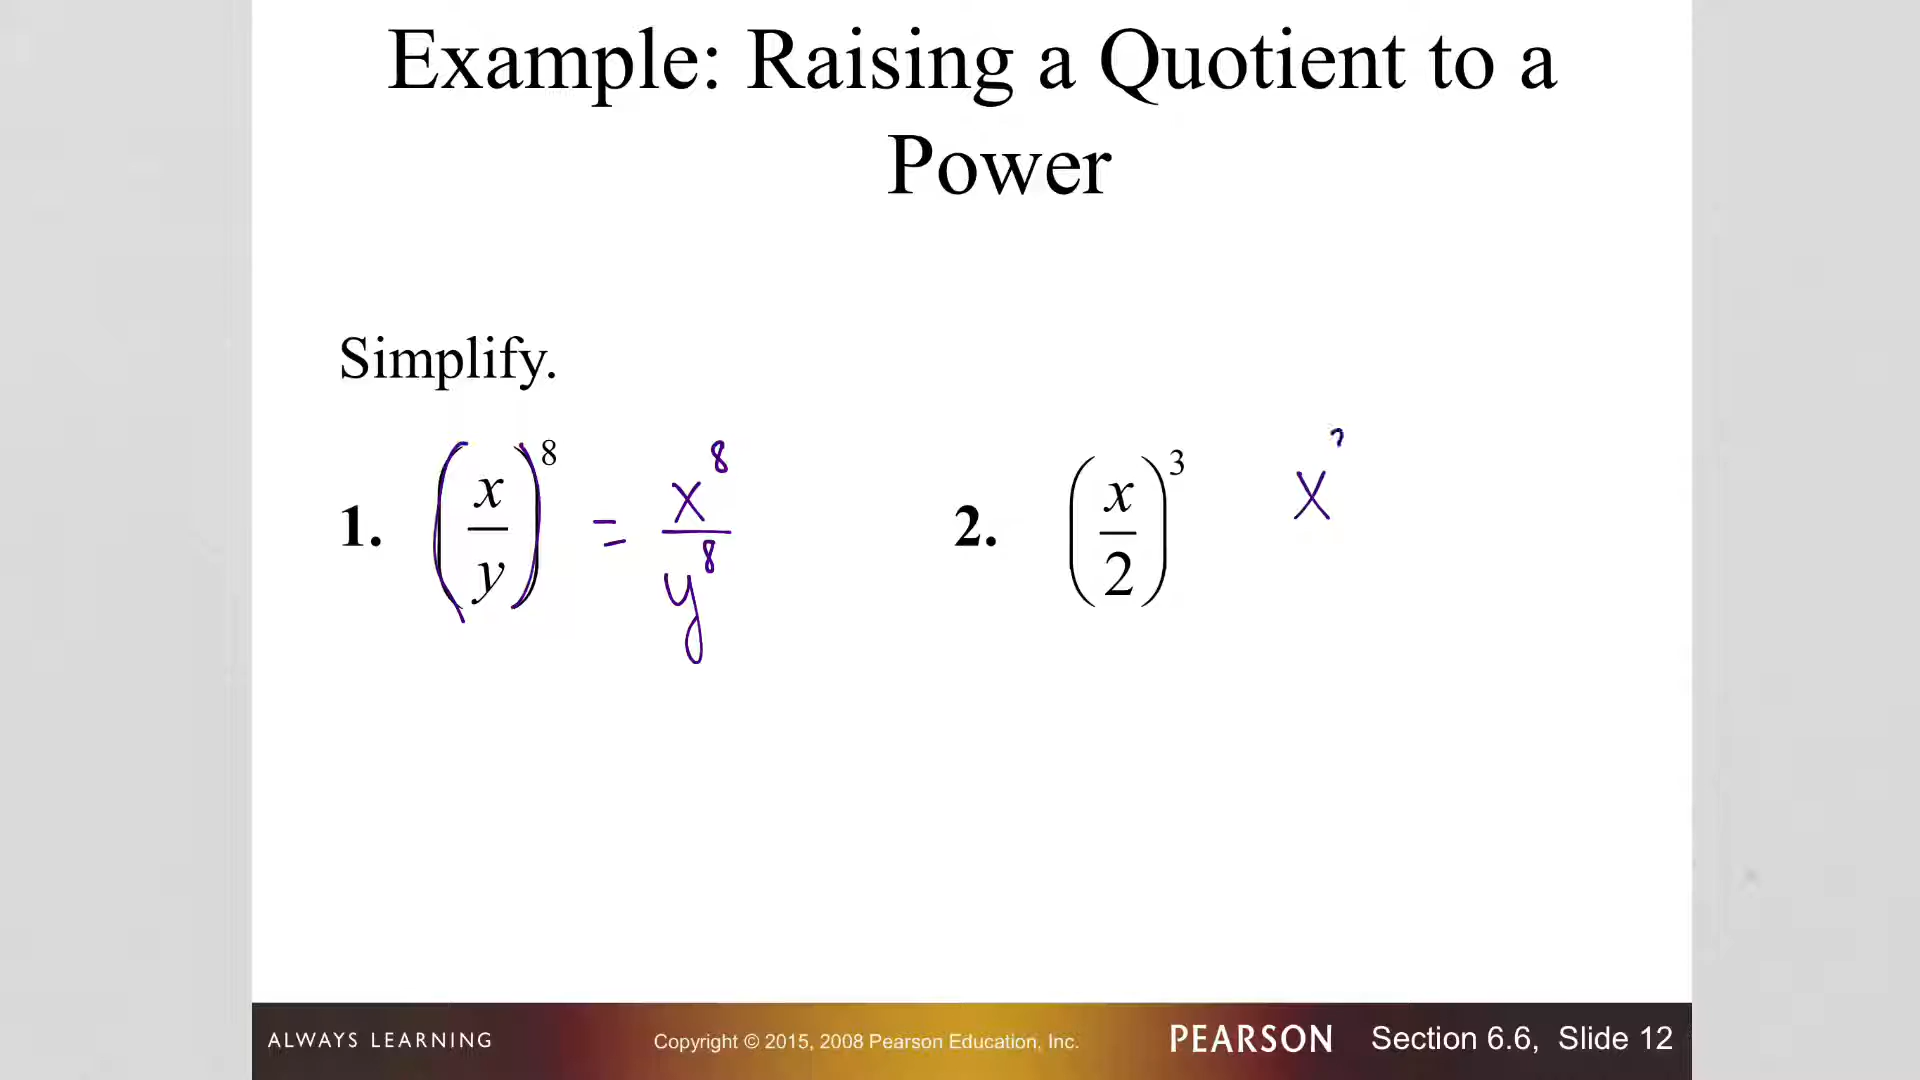 Example: Raising a Quotient to a
Power
Simplify.
1. (x/y)^8 = x^8/y^8
2. (x/2)^3 x
ALWAYS LEARNING Copyright © 2015, 2008 Pearson Education, Inc. PEARSON Section 6.6, Slide 12